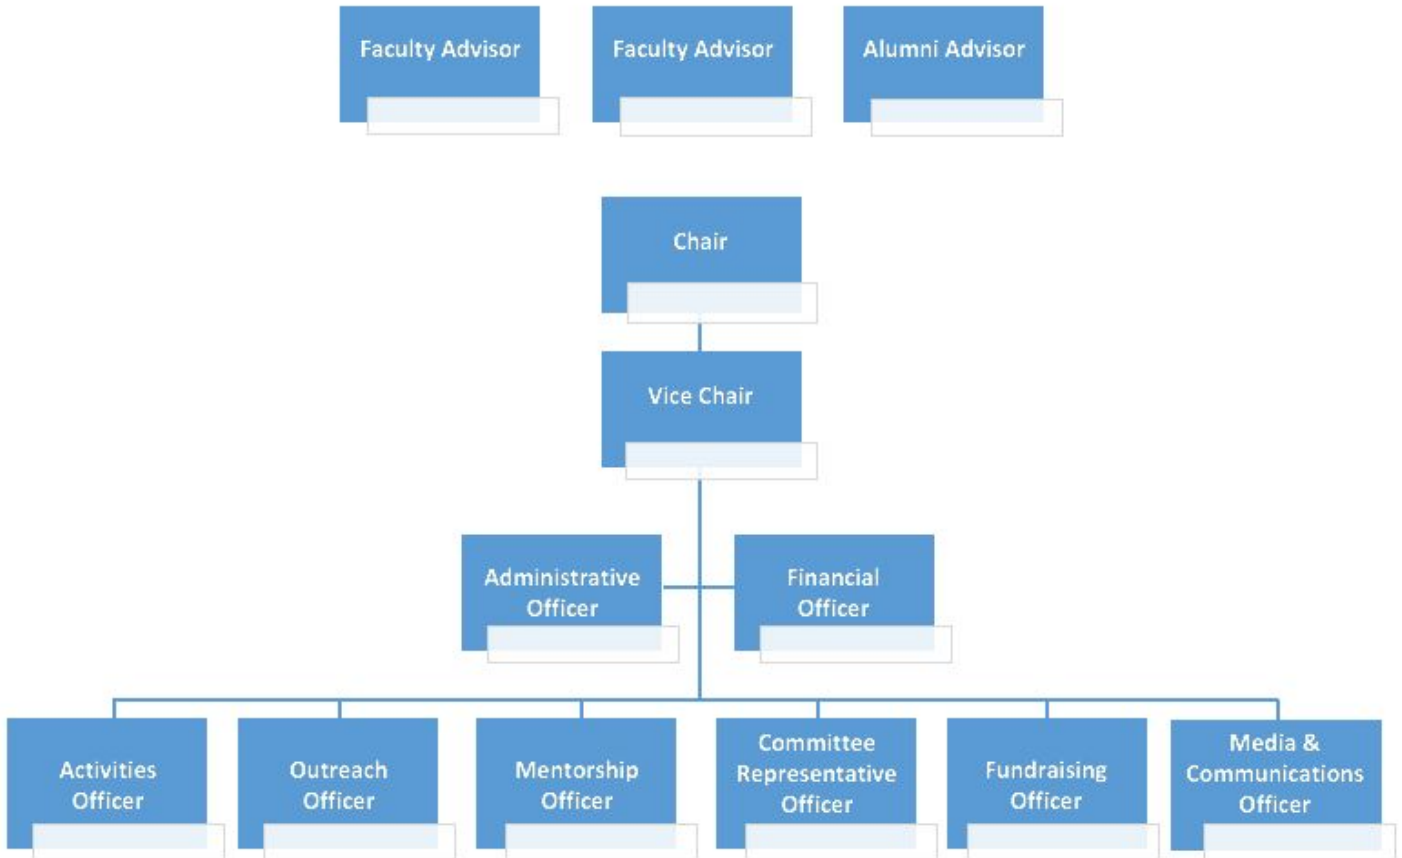 Faculty Advisor
Faculty Advisor
Alumni Advisor
Chair
Vice Chair
Administrative
Officer
Financial
Officer
Activities
Officer
Outreach
Officer
Mentorship
Officer
Committee
Representative
Officer
Fundraising
Officer
Media &
Communications
Officer